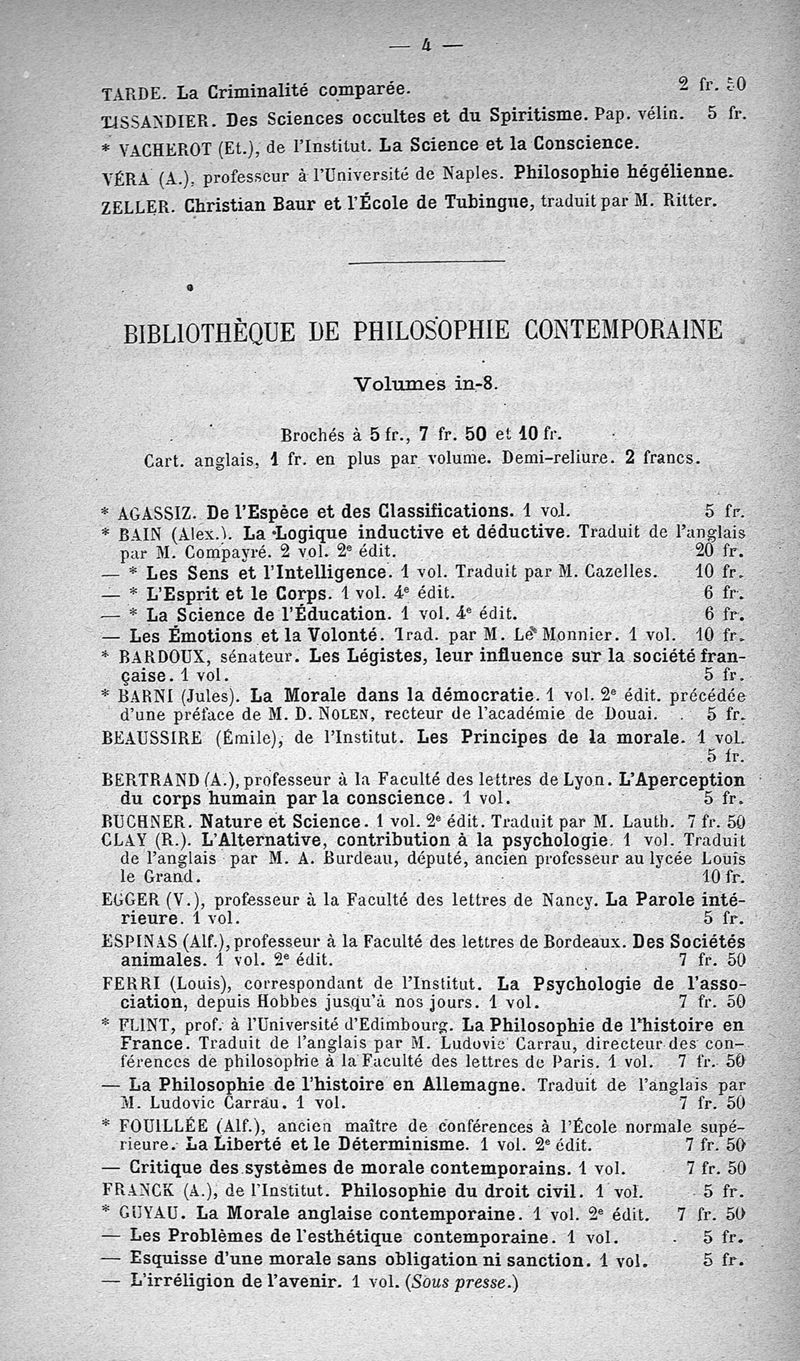 — 4 —
TARDE. La Criminalité comparée. 2 fr. 50
TISSANDIER. Des Sciences occultes et du Spiritisme. Pap. vélin. 5 fr.
* VACHEROT (Et.), de l'Institut. La Science et la Conscience.
VÉRA (A.), professeur à l'Université de Naples. Philosophie hégélienne.
ZELLER. Christian Baur et l'École de Tubingue, traduit par M. Ritter.
BIBLIOTHÈQUE DE PHILOSOPHIE CONTEMPORAINE
Volumes in-8.
Brochés à 5 fr., 7 fr. 50 et 10 fr.
Cart. anglais, 1 fr. en plus par volume. Demi-reliure. 2 francs.
* AGASSIZ. De l'Espèce et des Classifications. 1 vol. 5 fr.
* BAIN (Alex.). La Logique inductive et déductive. Traduit de l'anglais
par M. Compayré. 2 vol. 2e édit. 20 fr.
— * Les Sens et l'Intelligence. 1 vol. Traduit par M. Cazelles. 10 fr.
— * L'Esprit et le Corps. 1 vol. 4e édit. 6 fr.
— * La Science de l'Éducation. 1 vol. 4e édit. 6 fr.
— Les Émotions et la Volonté. Trad. par M. Le Monnier. 1 vol. 10 fr.
* BARDOUX, sénateur. Les Légistes, leur influence sur la société fran-
çaise. 1 vol. 5 fr.
* BARNI (Jules). La Morale dans la démocratie. 1 vol. 2e édit. précédée
d'une préface de M. D. NOLEN, recteur de l'académie de Douai. 5 fr.
BEAUSSIRE (Émile), de l'Institut. Les Principes de la morale. 1 vol.
5 fr.
BERTRAND (A.), professeur à la Faculté des lettres de Lyon. L'Aperception
du corps humain par la conscience. 1 vol. 5 fr.
BUCHNER. Nature et Science. 1 vol. 2e édit. Traduit par M. Lauth. 7 fr. 50
CLAY (R.). L'Alternative, contribution à la psychologie. 1 vol. Traduit
de l'anglais par M. A. Burdeau, député, ancien professeur au lycée Louis
le Grand. 10 fr.
EGGER (V.), professeur à la Faculté des lettres de Nancy. La Parole inté-
rieure. 1 vol. 5 fr.
ESPINAS (Alf.), professeur à la Faculté des lettres de Bordeaux. Des Sociétés
animales. 1 vol. 2e édit. 7 fr. 50
FERRI (Louis), correspondant de l'Institut. La Psychologie de l'asso-
ciation, depuis Hobbes jusqu'à nos jours. 1 vol. 7 fr. 50
* FLINT, prof. à l'Université d'Edimbourg. La Philosophie de l'histoire en
France. Traduit de l'anglais par M. Ludovic Carrau, directeur des con-
férences de philosophie à la Faculté des lettres de Paris. 1 vol. 7 fr. 50
— La Philosophie de l'histoire en Allemagne. Traduit de l'anglais par
M. Ludovic Carrau. 1 vol. 7 fr. 50
* FOUILLÉE (Alf.), ancien maître de conférences à l'École normale supé-
rieure. La Liberté et le Déterminisme. 1 vol. 2e édit. 7 fr. 50
— Critique des systèmes de morale contemporains. 1 vol. 7 fr. 50
FRANCK (A.), de l'Institut. Philosophie du droit civil. 1 vol. 5 fr.
* GUYAU. La Morale anglaise contemporaine. 1 vol. 2e édit. 7 fr. 50
— Les Problèmes de l'esthétique contemporaine. 1 vol. 5 fr.
— Esquisse d'une morale sans obligation ni sanction. 1 vol. 5 fr.
— L'irréligion de l'avenir. 1 vol. (Sous presse.)